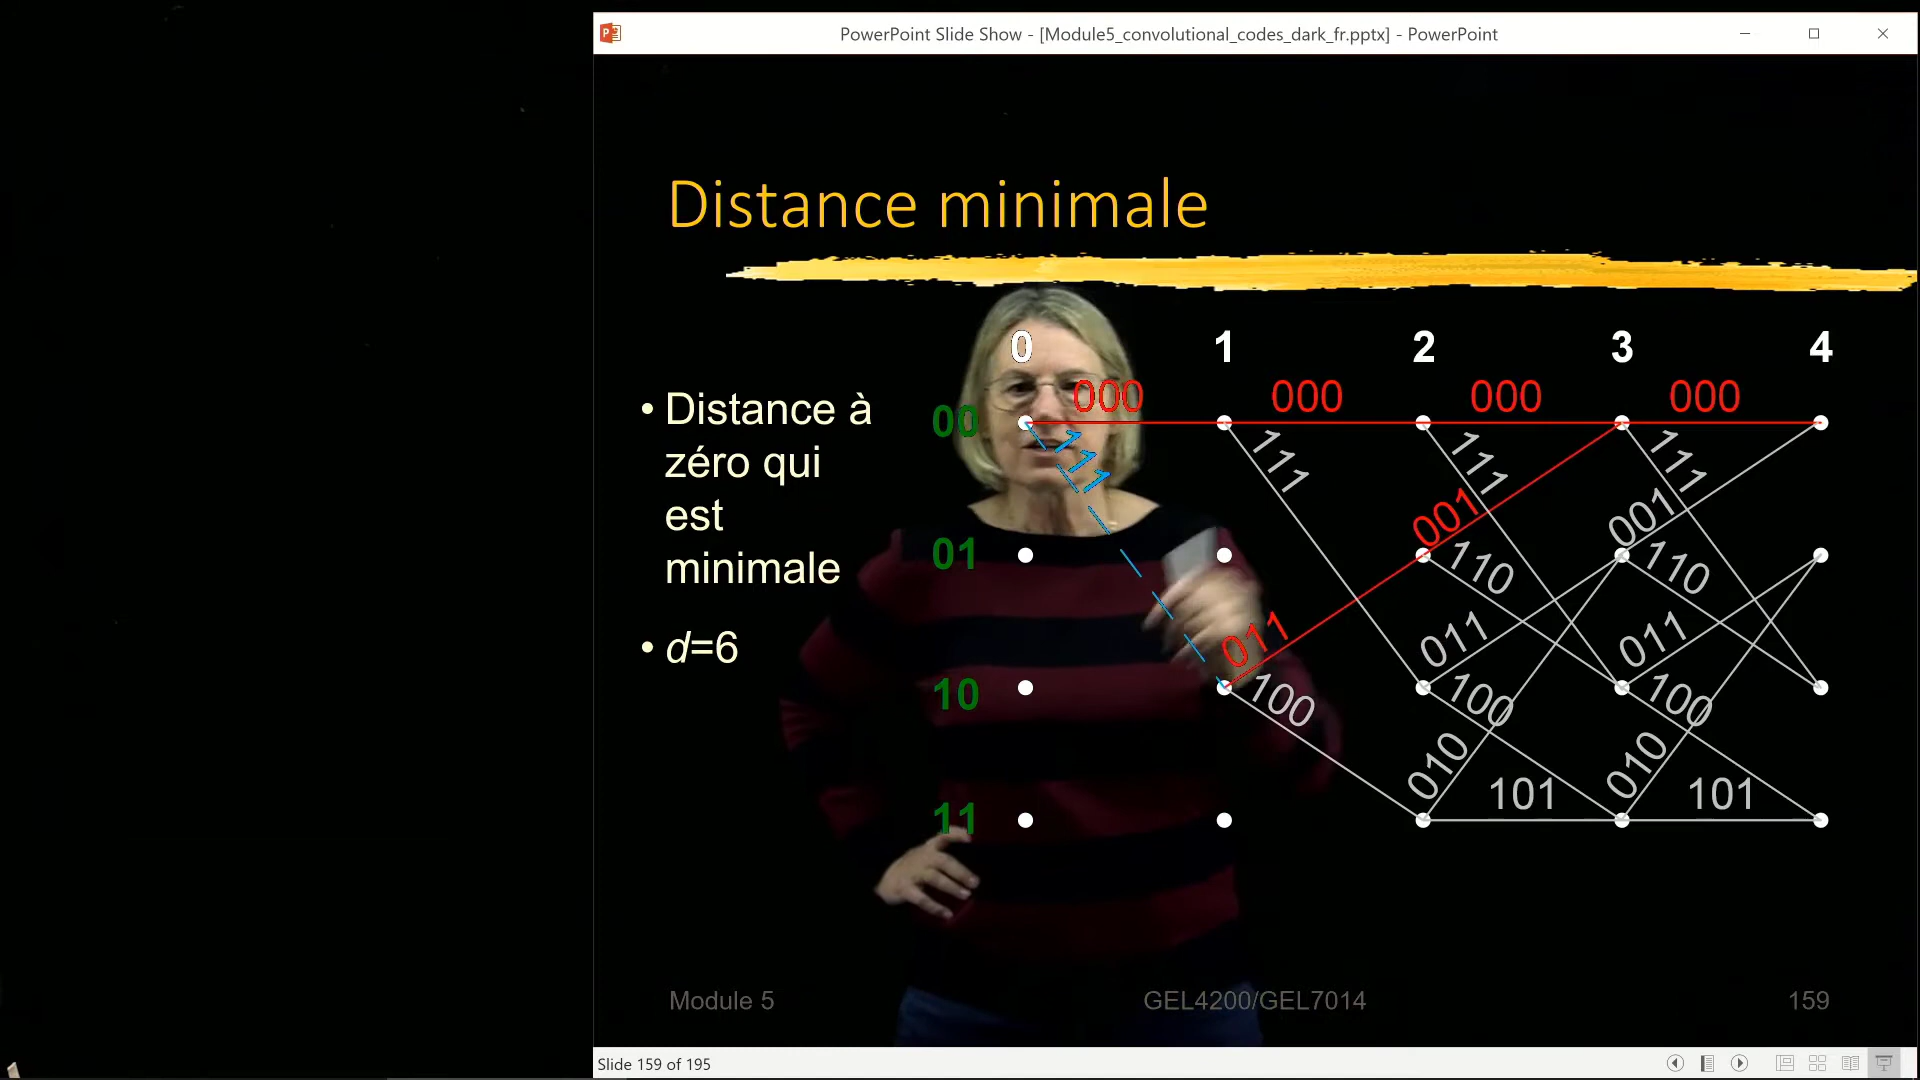 PowerPoint Slide Show - [Module5_convolutional_codes_dark_fr.pptx] - PowerPoint
Distance minimale
• Distance à
zéro qui
est
minimale
• d=6
0 1 2 3 4
00
01
10
11
000 000 000 000
111 111 111 111
001 001
110 110
011 011 011
100 100 100
010 010
101 101
Module 5
GEL4200/GEL7014
159
Slide 159 of 195